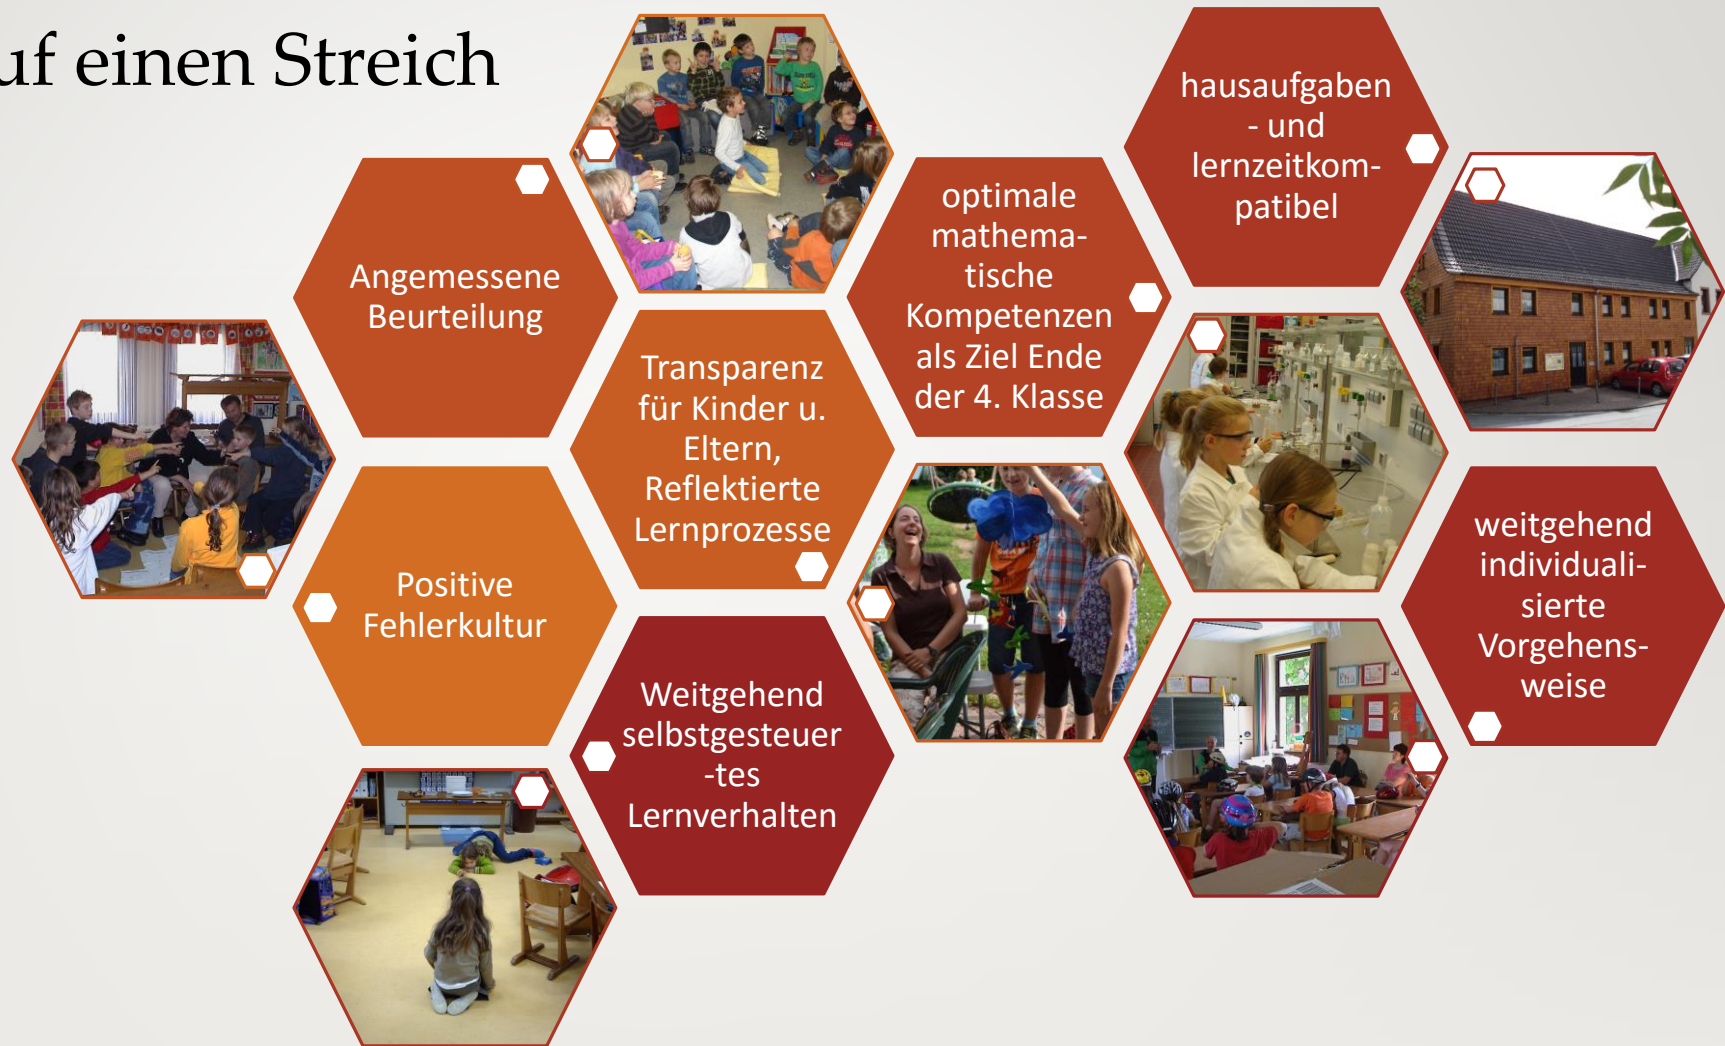 uf einen Streich
Angemessene
Beurteilung
Transparenz
für Kinder u.
Eltern,
Reflektierte
Lernprozesse
Positive
Fehlerkultur
Weitgehend
selbstgesteuer
-tes
Lernverhalten
optimale
mathema-
tische
Kompetenzen
als Ziel Ende
der 4. Klasse
hausaufgaben
- und
lernzeitkom-
patibel
weitgehend
individuali-
sierte
Vorgehens-
weise